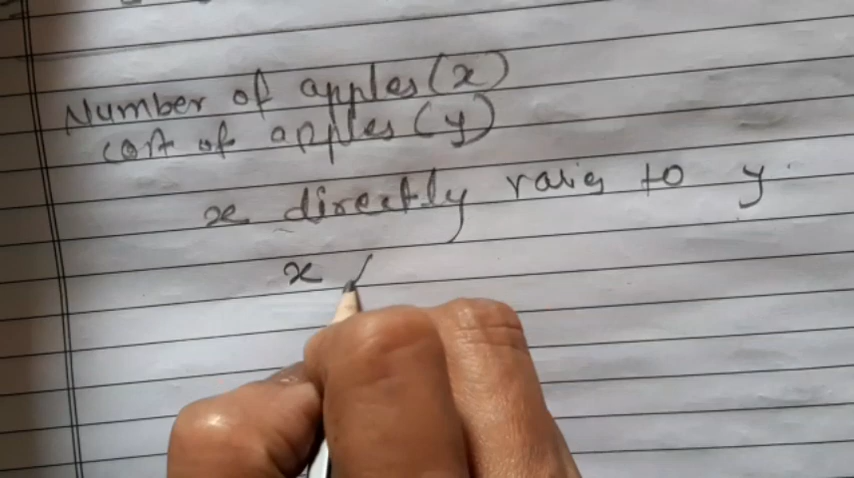 Number of apples (x)
cost of apples (y)
x directly varies to y.
x